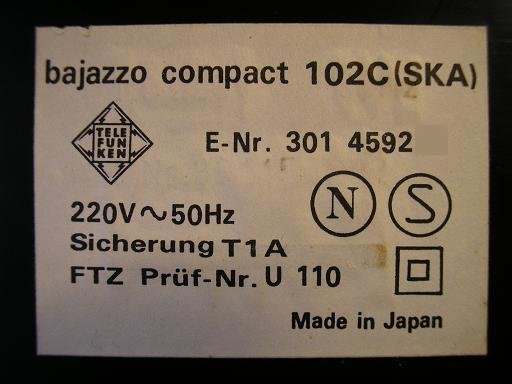 bajazzo compact 102C(SKA)
TELE
FUN
KEN
E-Nr. 301 4592
N S
220V~50Hz
Sicherung T1A
FTZ Prüf-Nr. U 110
Made in Japan